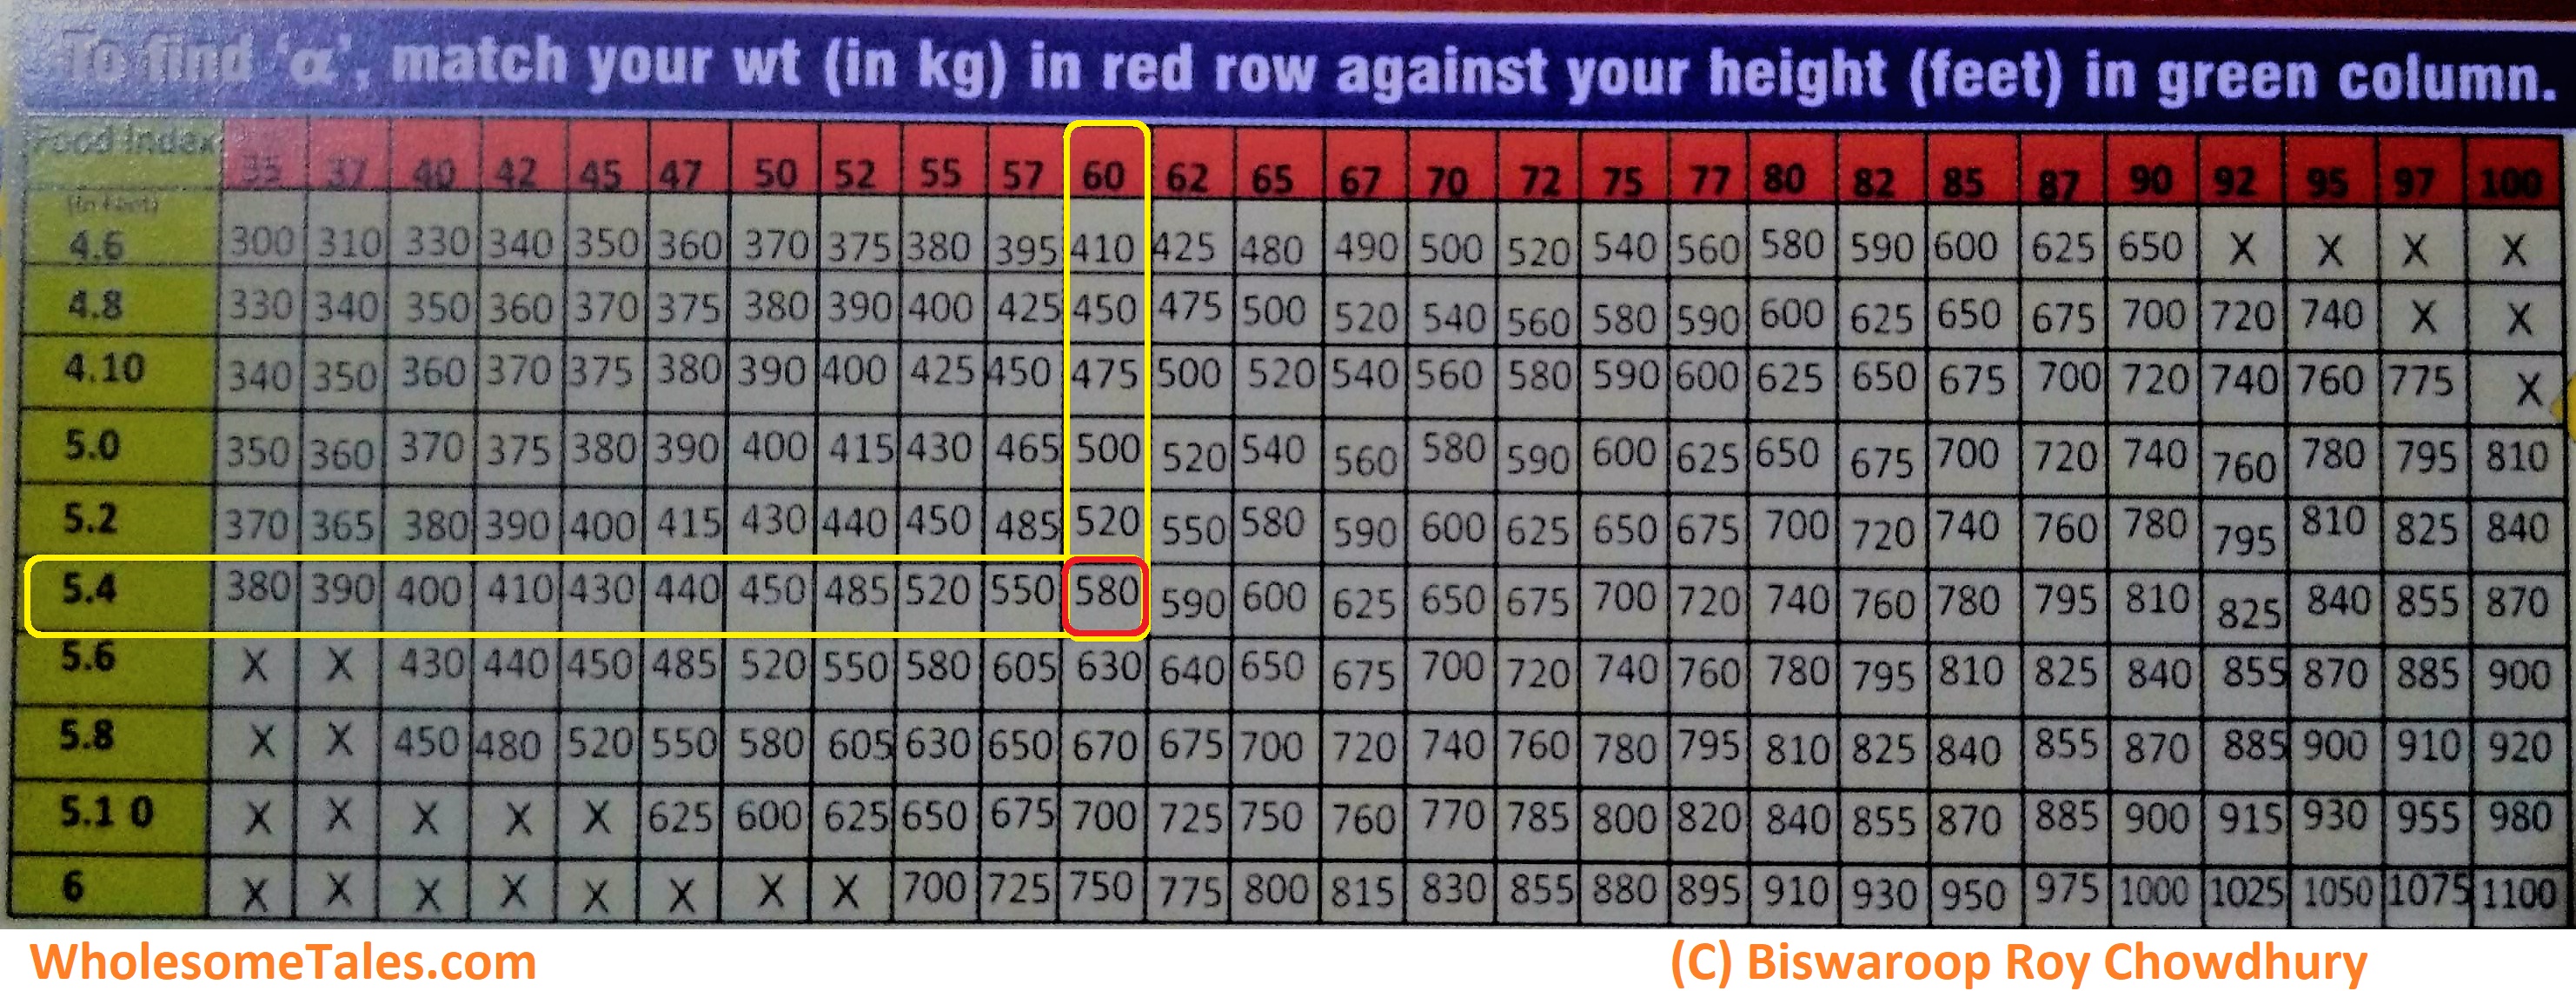 To find 'α', match your wt (in kg) in red row against your height (feet) in green column.
Food Index 35 37 40 42 45 47 50 52 55 57 60 62 65 67 70 72 75 77 80 82 85 87 90 92 95 97 100
(in feet)
4.6 300 310 330 340 350 360 370 375 380 395 410 425 480 490 500 520 540 560 580 590 600 625 650 X X X X
4.8 330 340 350 360 370 375 380 390 400 425 450 475 500 520 540 560 580 590 600 625 650 675 700 720 740 X X
4.10 340 350 360 370 375 380 390 400 425 450 475 500 520 540 560 580 590 600 625 650 675 700 720 740 760 775 X
5.0 350 360 370 375 380 390 400 415 430 465 500 520 540 560 580 590 600 625 650 675 700 720 740 760 780 795 810
5.2 370 365 380 390 400 415 430 440 450 485 520 550 580 590 600 625 650 675 700 720 740 760 780 795 810 825 840
5.4 380 390 400 410 430 440 450 485 520 550 580 590 600 625 650 675 700 720 740 760 780 795 810 825 840 855 870
5.6 X X 430 440 450 485 520 550 580 605 630 640 650 675 700 720 740 760 780 795 810 825 840 855 870 885 900
5.8 X X 450 480 520 550 580 605 630 650 670 675 700 720 740 760 780 795 810 825 840 855 870 885 900 910 920
5.1 0 X X X X X 625 600 625 650 675 700 725 750 760 770 785 800 820 840 855 870 885 900 915 930 955 980
6 X X X X X X X X 700 725 750 775 800 815 830 855 880 895 910 930 950 975 1000 1025 1050 1075 1100
WholesomeTales.com (C) Biswaroop Roy Chowdhury